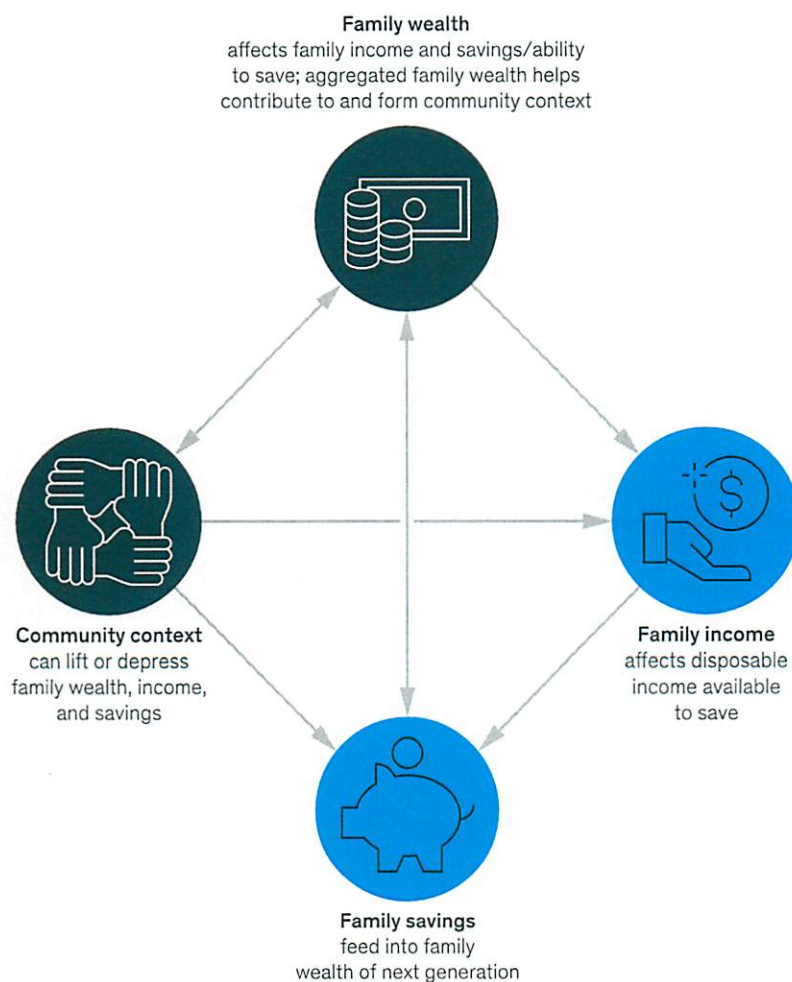 Family wealth
affects family income and savings/ability
to save; aggregated family wealth helps
contribute to and form community context
$
Community context
can lift or depress
family wealth, income,
and savings
Family income
affects disposable
income available
to save
Family savings
feed into family
wealth of next generation